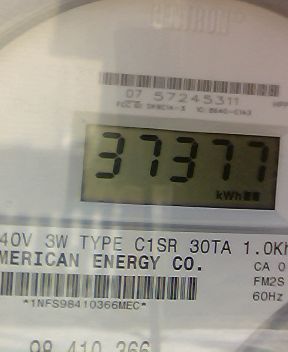 07 57245311
37377
kWh
40V 3W TYPE C1SR 30TA 1.0Kh
MERICAN ENERGY CO.
CA 0
FM2S
*1NFS98410366MEC*
60Hz
98 410 366